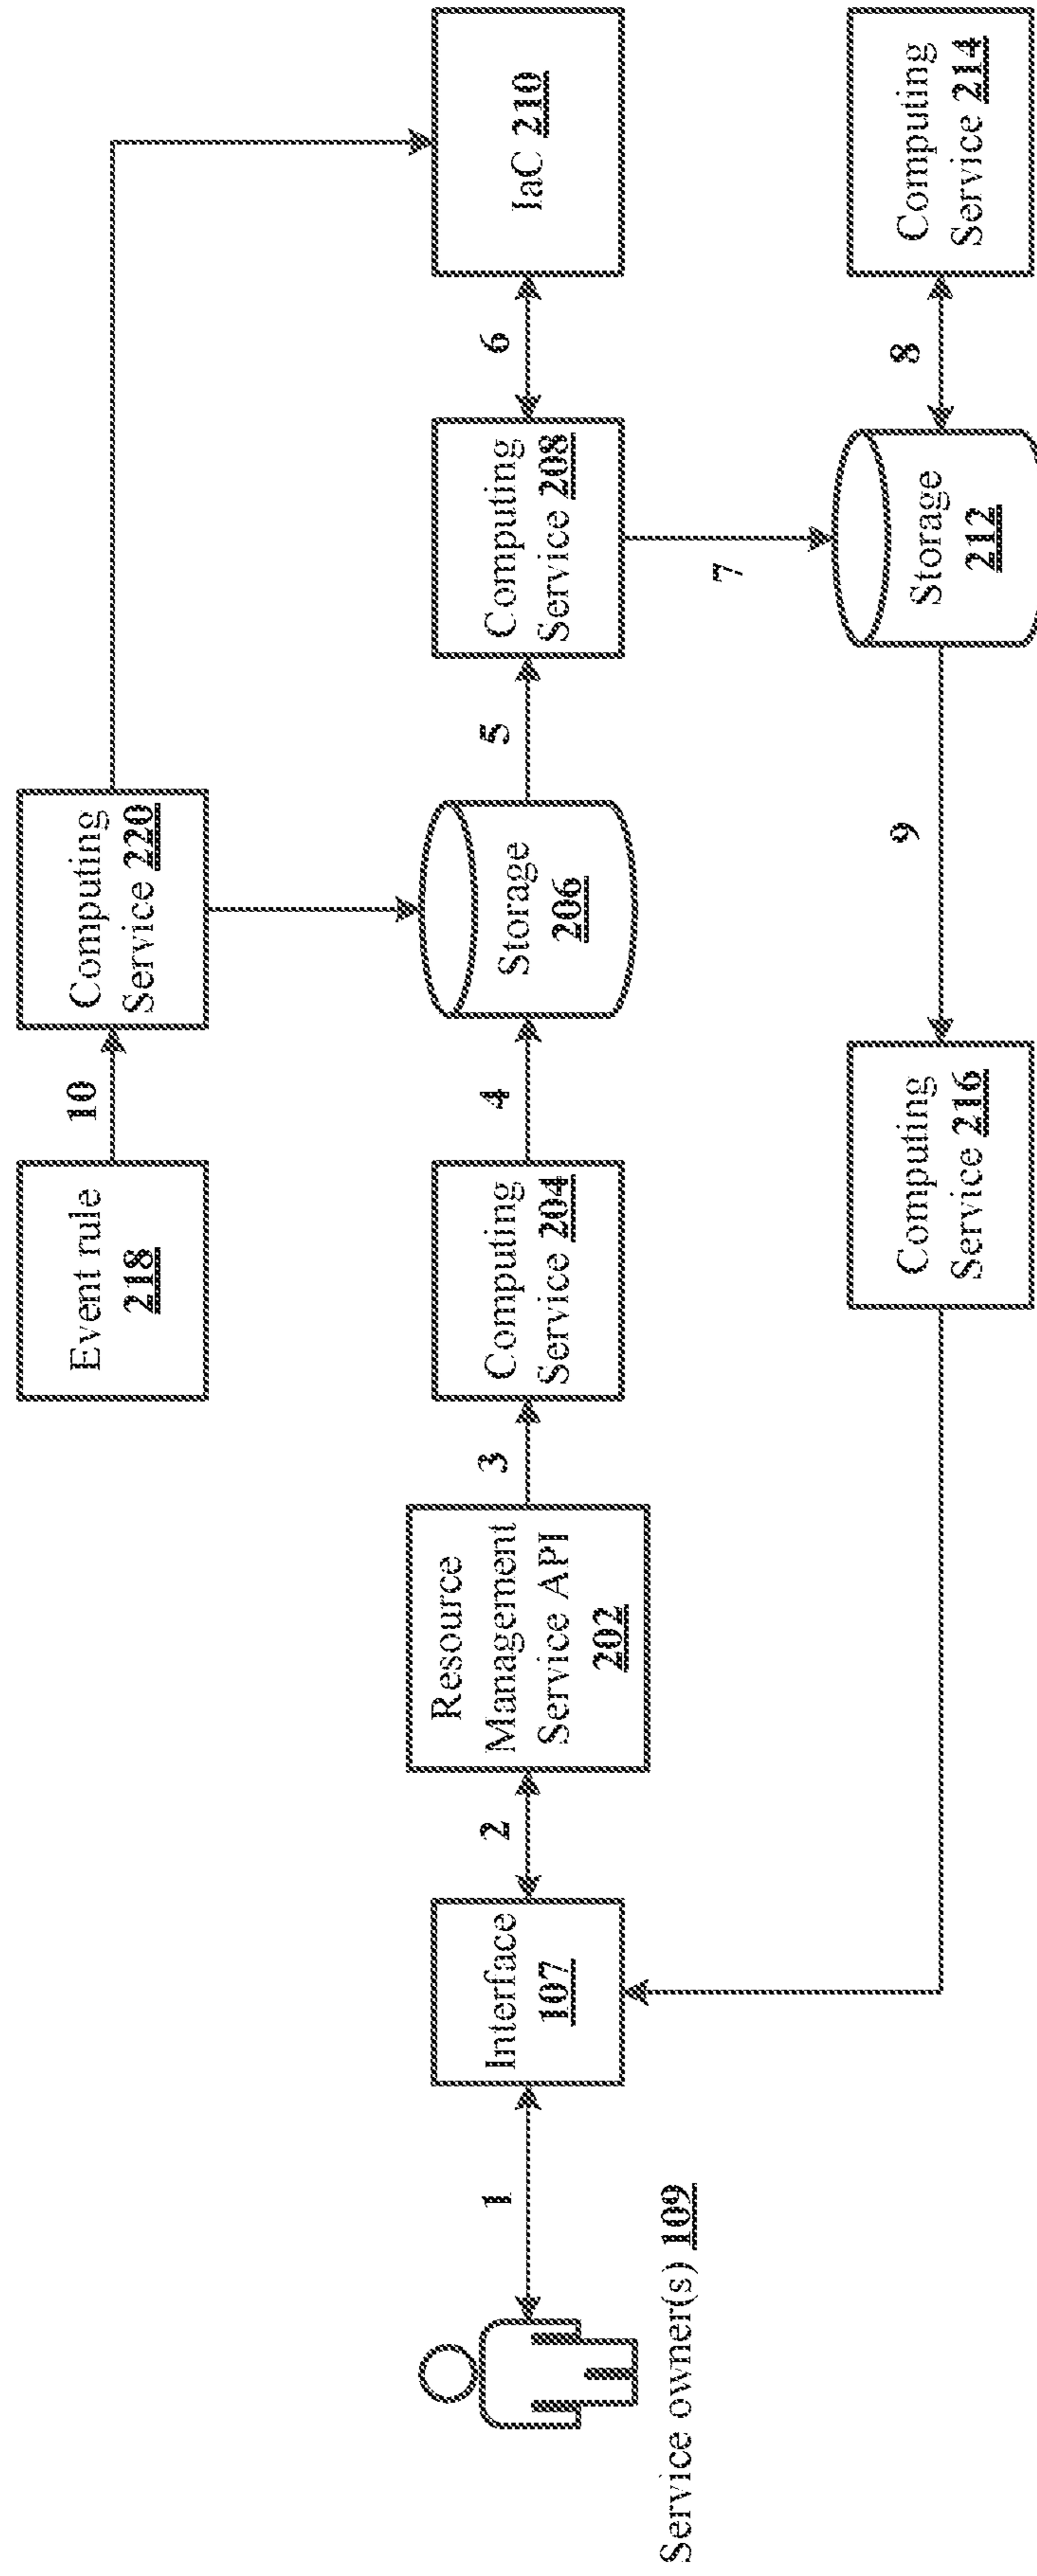 Event rule
218
10
Computing
Service 220
Service owner(s) 109
1
Interface
107
2
Resource
Management
Service API
202
3
Computing
Service 204
4
Storage
206
5
Computing
Service 208
6
IaC 210
7
Computing
Service 216
9
Storage
212
8
Computing
Service 214